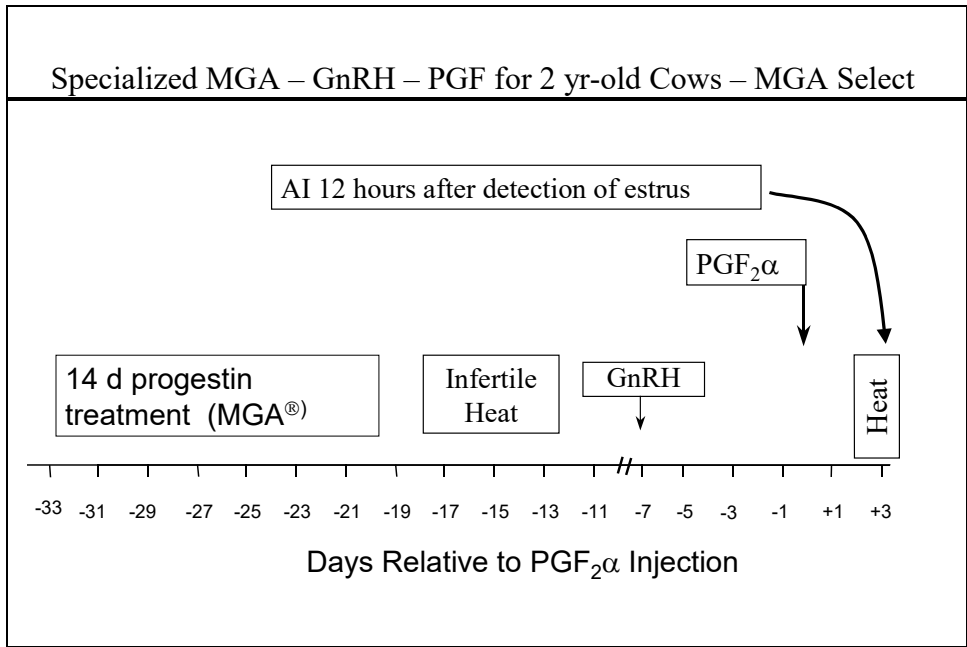 Specialized MGA – GnRH – PGF for 2 yr-old Cows – MGA Select
AI 12 hours after detection of estrus
PGF₂α
14 d progestin
treatment (MGA®)
Infertile
Heat
GnRH
Heat
-33 -31 -29 -27 -25 -23 -21 -19 -17 -15 -13 -11 -7 -5 -3 -1 +1 +3
Days Relative to PGF₂α Injection